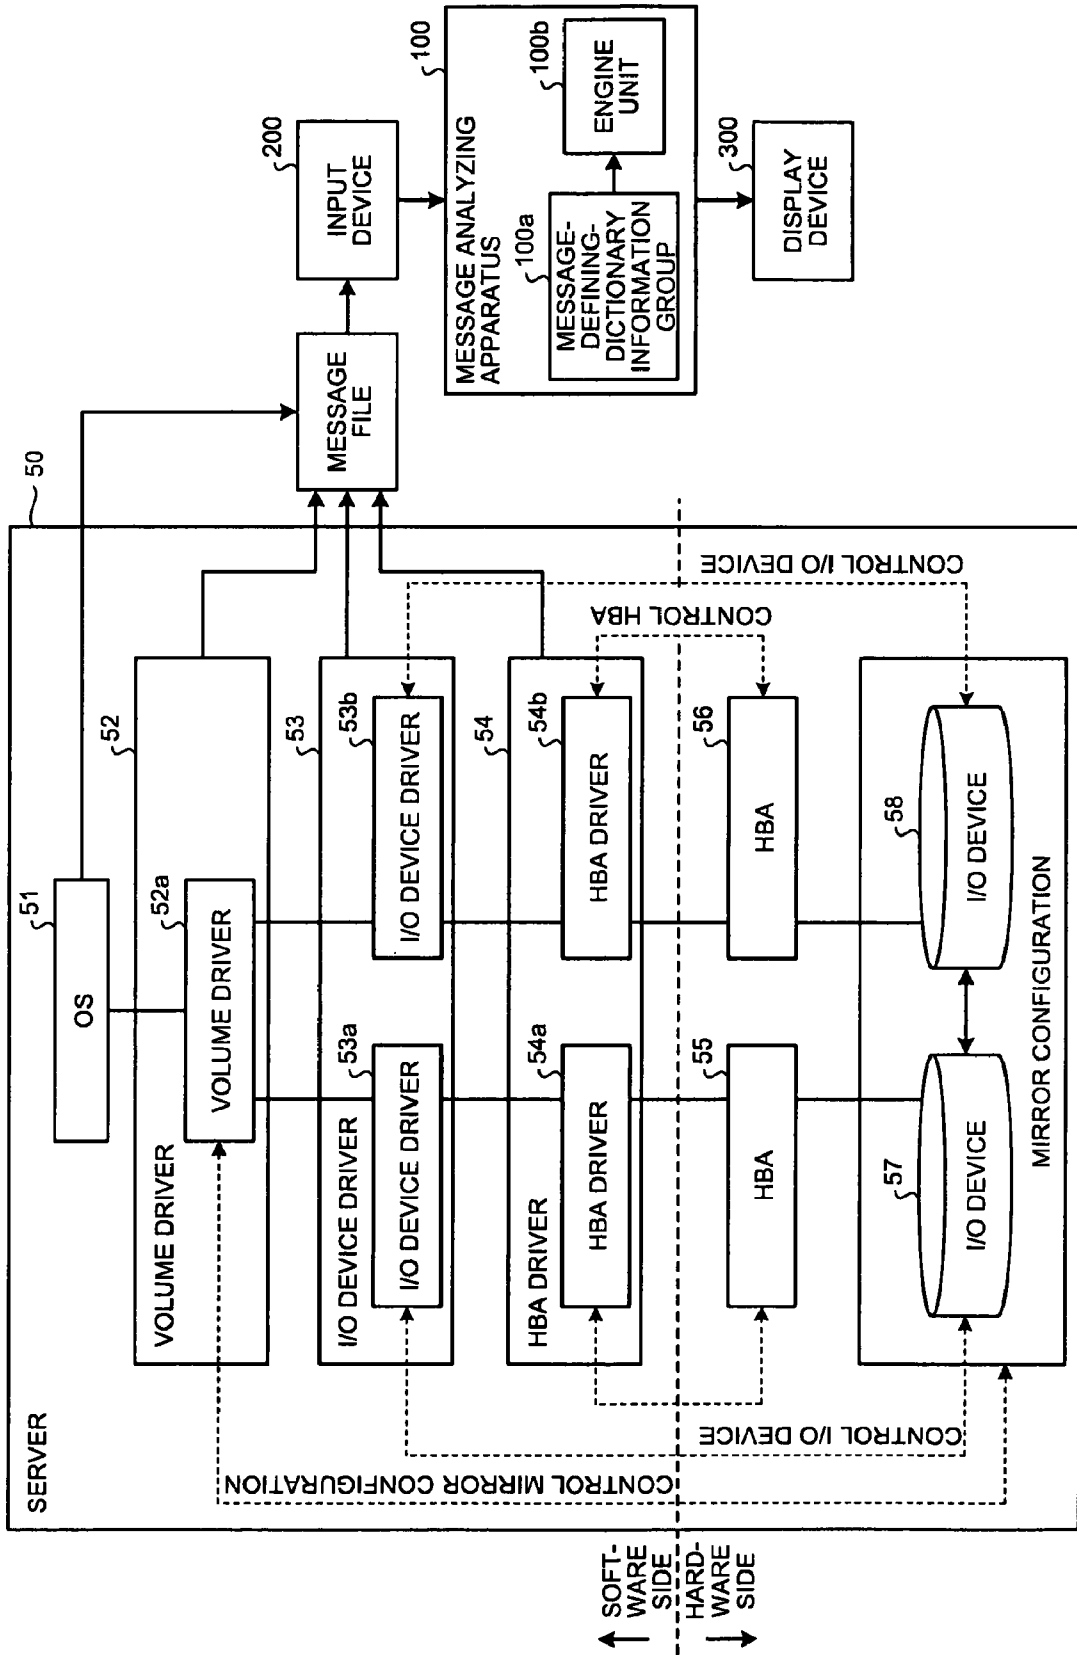 SERVER
50
51
OS
52
VOLUME DRIVER
52a
VOLUME DRIVER
53
I/O DEVICE DRIVER
53a
I/O DEVICE DRIVER
53b
I/O DEVICE DRIVER
54
HBA DRIVER
54a
HBA DRIVER
54b
HBA DRIVER
55
HBA
56
HBA
57
I/O DEVICE
58
I/O DEVICE
MIRROR CONFIGURATION
CONTROL MIRROR CONFIGURATION
CONTROL I/O DEVICE
CONTROL HBA
CONTROL I/O DEVICE
SOFT-
WARE
SIDE
HARD-
WARE
SIDE
MESSAGE
FILE
200
INPUT
DEVICE
100
MESSAGE ANALYZING
APPARATUS
100a
MESSAGE-
DEFINING-
DICTIONARY
INFORMATION
GROUP
100b
ENGINE
UNIT
300
DISPLAY
DEVICE